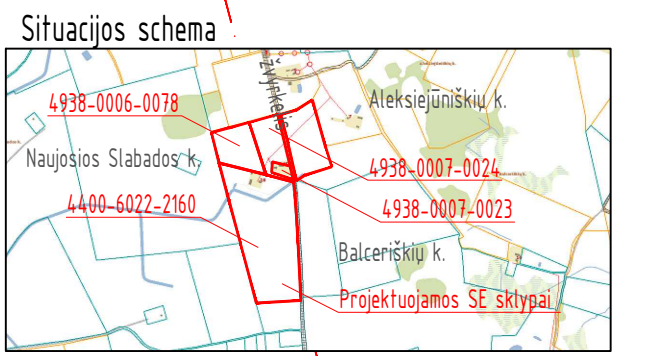 Situacijos schema
Žvyrkelis
4938-0006-0078
Aleksiejūniškių k.
Naujosios Slabados k.
4938-0007-0024
4400-6022-2160
4938-0007-0023
Balceriškių k.
Projektuojamos SE sklypai